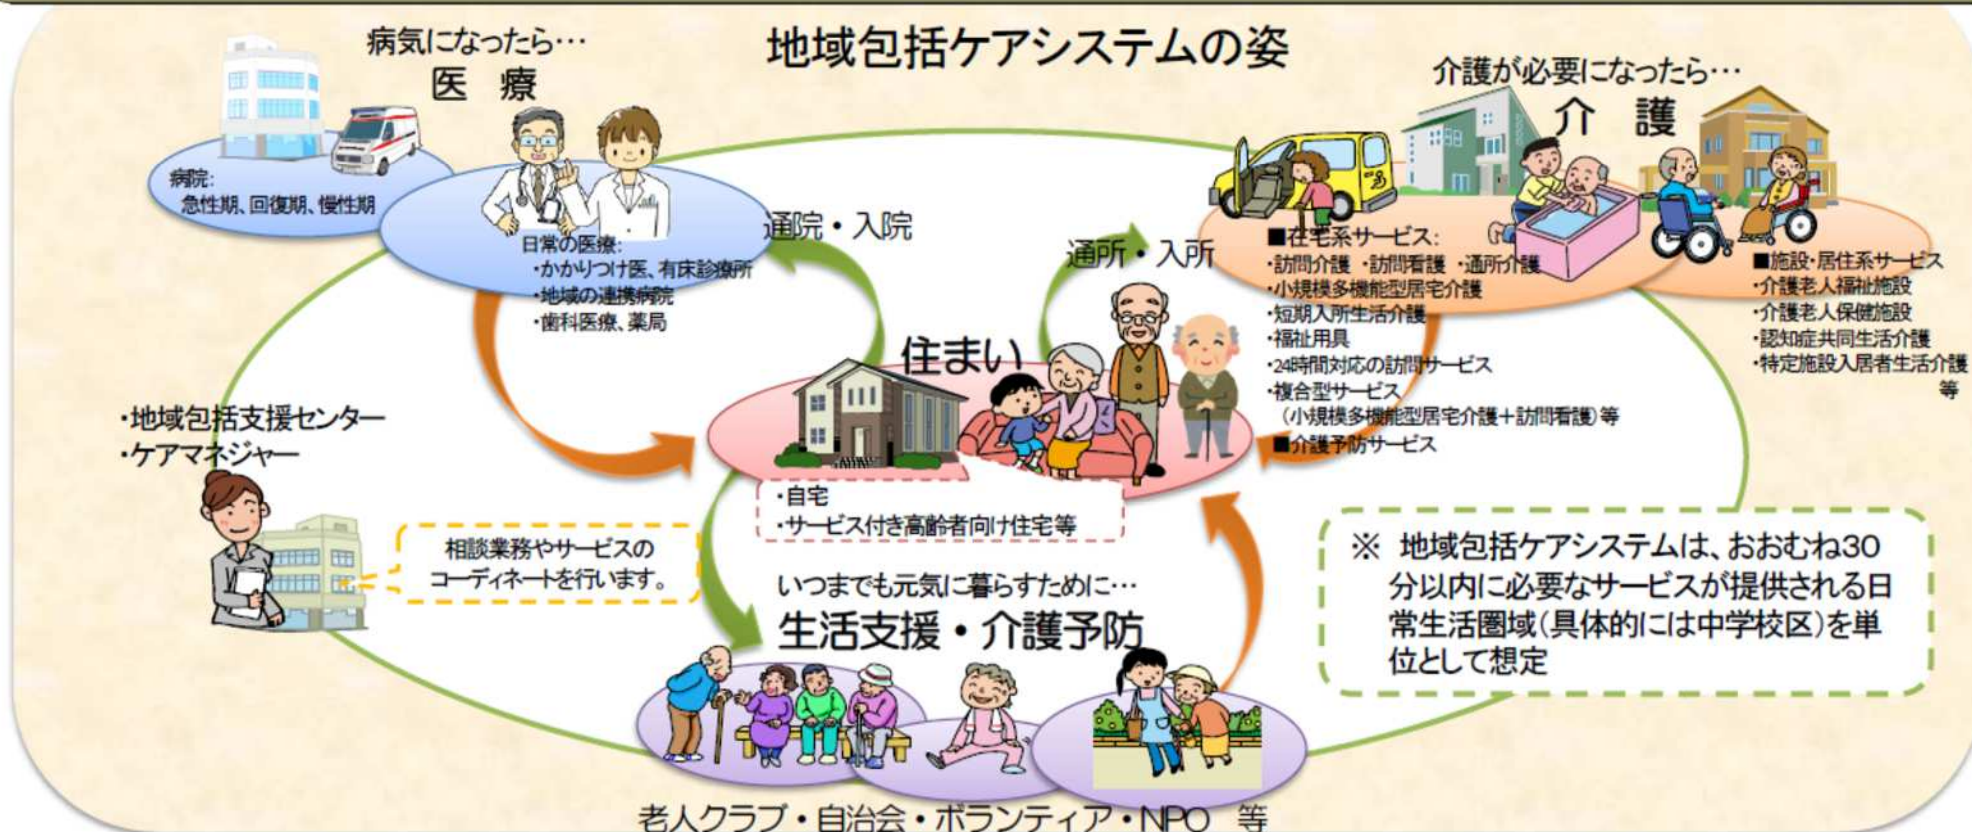 地域包括ケアシステムの姿
病気になったら…
医 療
病院:
急性期、回復期、慢性期
日常の医療:
・かかりつけ医、有床診療所
・地域の連携病院
・歯科医療、薬局
通院・入院
通所・入所
介護が必要になったら…
介 護
■在宅系サービス:
・訪問介護 ・訪問看護 ・通所介護
・小規模多機能型居宅介護
・短期入所生活介護
・福祉用具
・24時間対応の訪問サービス
・複合型サービス
(小規模多機能型居宅介護+訪問看護)等
■介護予防サービス
■施設・居住系サービス
・介護老人福祉施設
・介護老人保健施設
・認知症共同生活介護
・特定施設入居者生活介護
等
住まい
・自宅
・サービス付き高齢者向け住宅等
・地域包括支援センター
・ケアマネジャー
相談業務やサービスの
コーディネートを行います。
いつまでも元気に暮らすために…
生活支援・介護予防
老人クラブ・自治会・ボランティア・NPO 等
※ 地域包括ケアシステムは、おおむね30
分以内に必要なサービスが提供される日
常生活圏域(具体的には中学校区)を単
位として想定